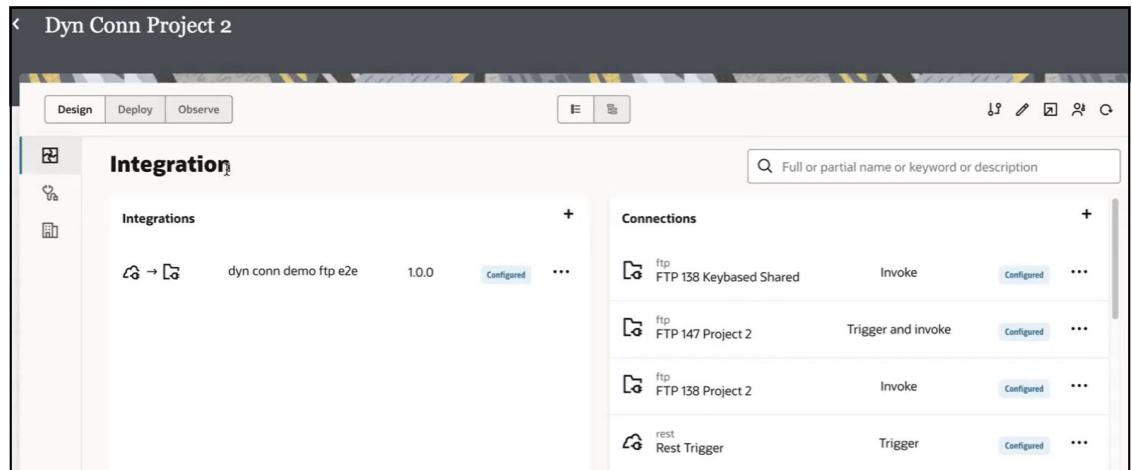 Dyn Conn Project 2
Design Deploy Observe
Integration
Full or partial name or keyword or description
Integrations +
dyn conn demo ftp e2e 1.0.0 Configured
Connections +
ftp
FTP 138 Keybased Shared Invoke Configured
ftp
FTP 147 Project 2 Trigger and invoke Configured
ftp
FTP 138 Project 2 Invoke Configured
rest
Rest Trigger Trigger Configured